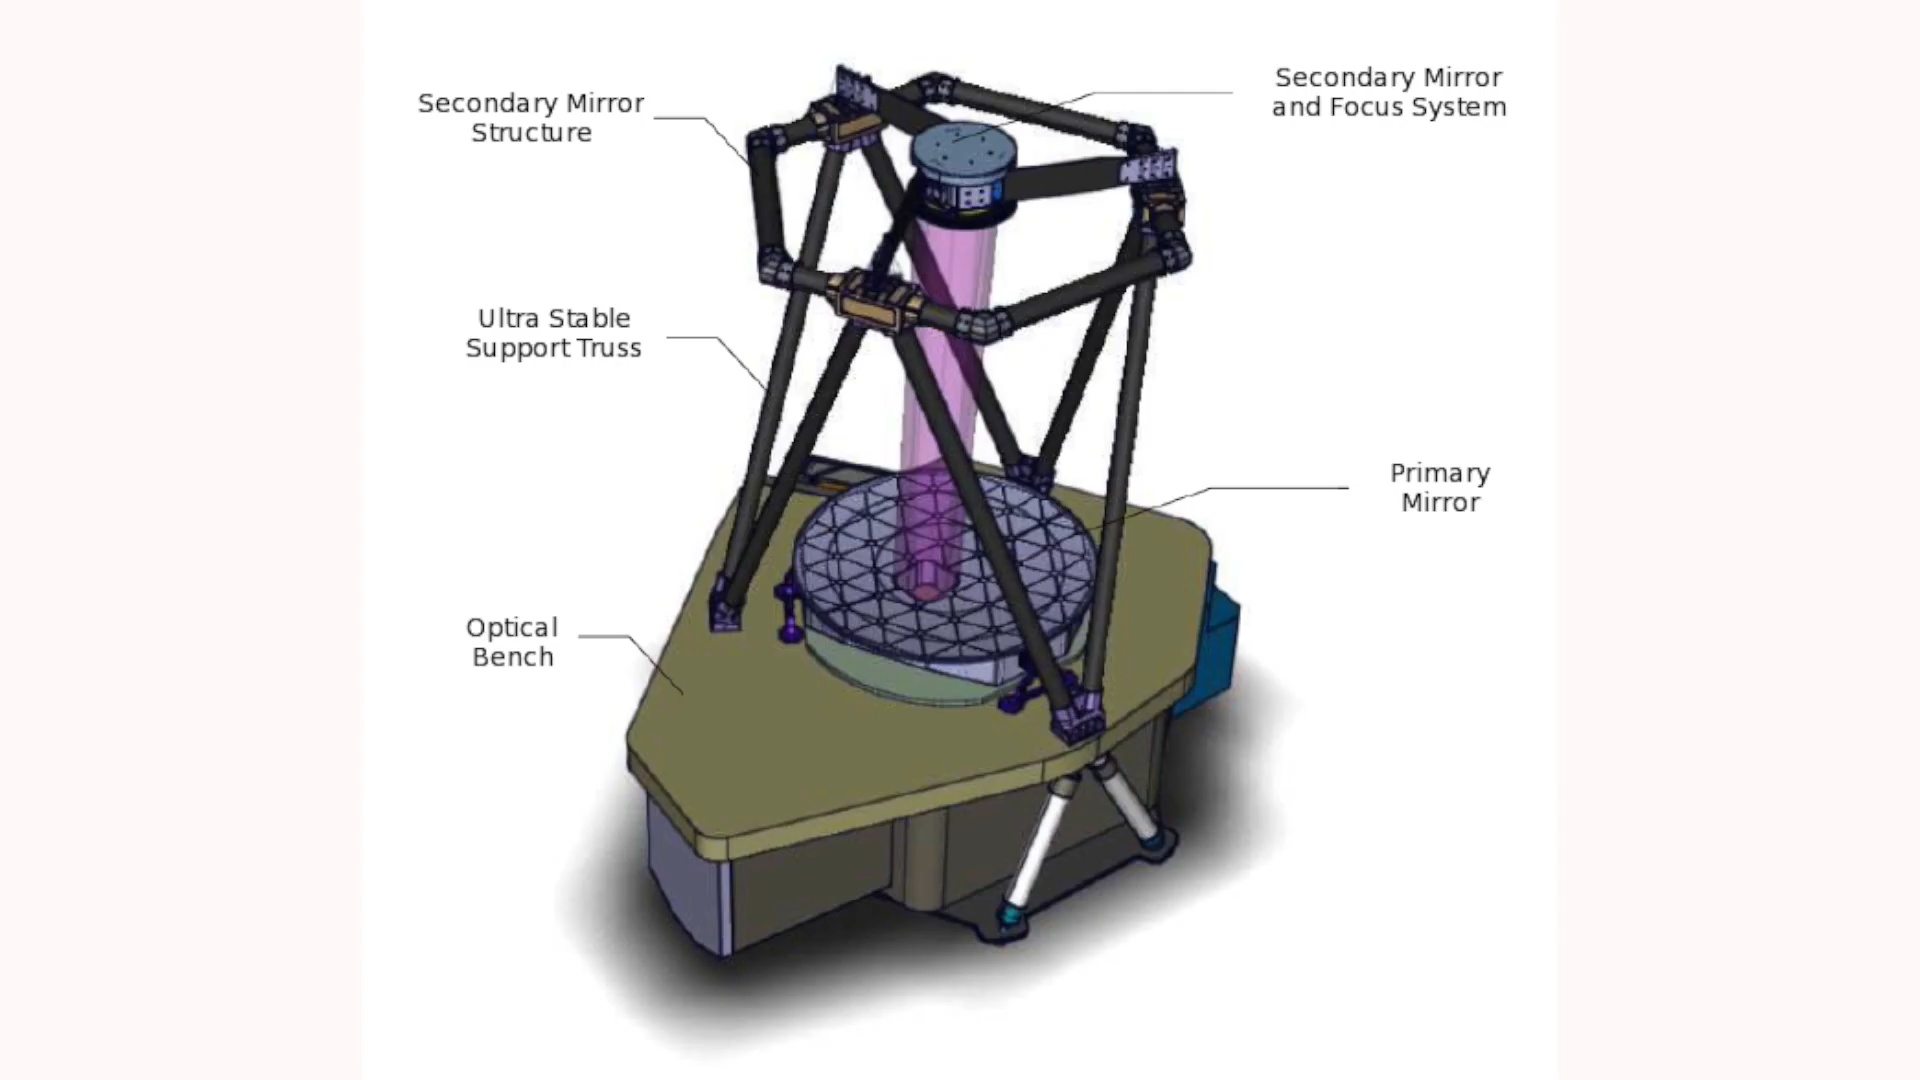 Secondary Mirror
Structure
Secondary Mirror
and Focus System
Ultra Stable
Support Truss
Primary
Mirror
Optical
Bench